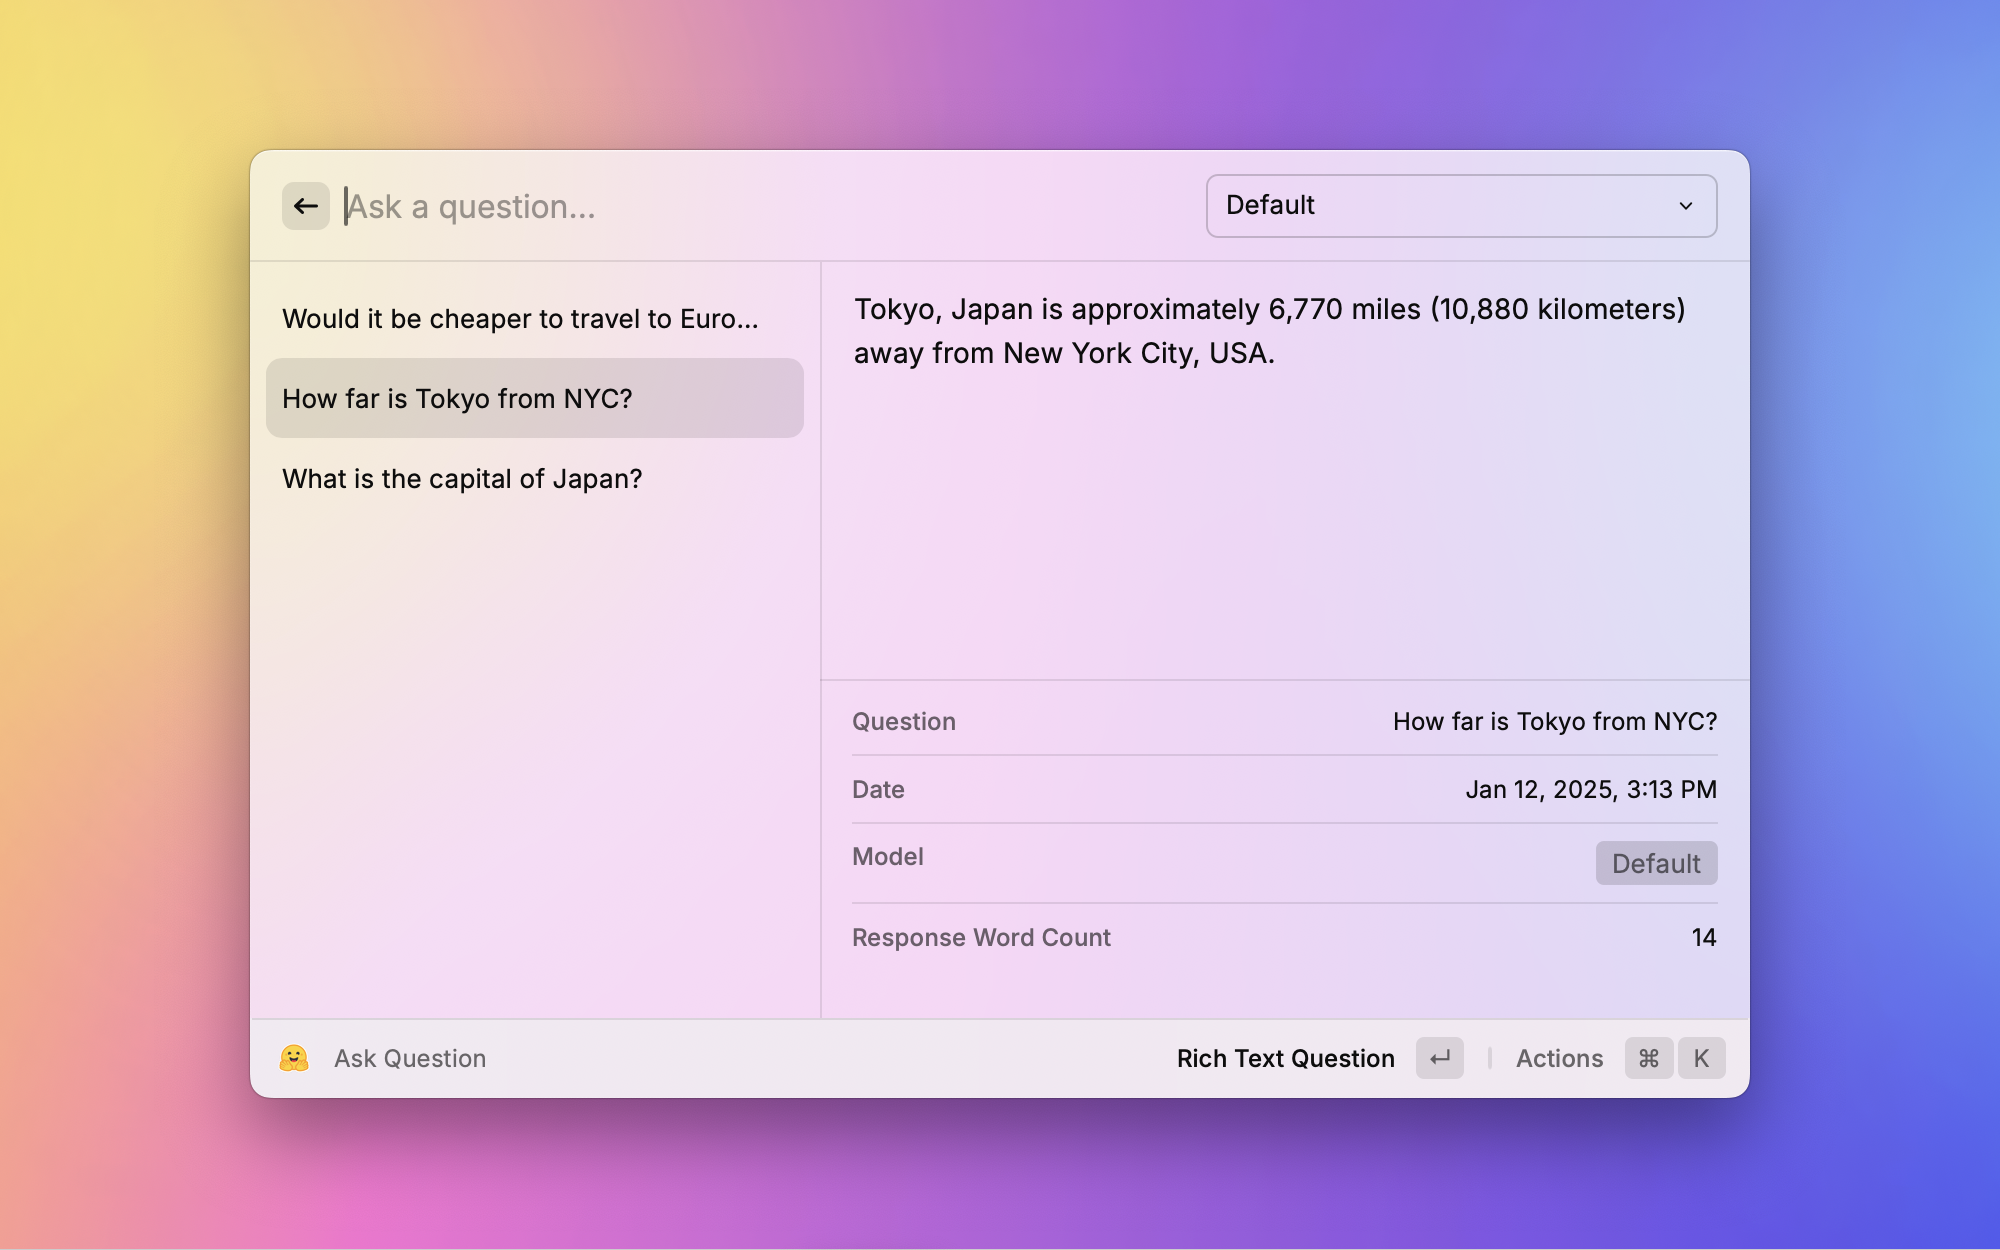 Ask a question...
Default
Would it be cheaper to travel to Euro...
How far is Tokyo from NYC?
What is the capital of Japan?
Tokyo, Japan is approximately 6,770 miles (10,880 kilometers)
away from New York City, USA.
Question How far is Tokyo from NYC?
Date Jan 12, 2025, 3:13 PM
Model Default
Response Word Count 14
Ask Question Rich Text Question ↵ Actions ⌘ K